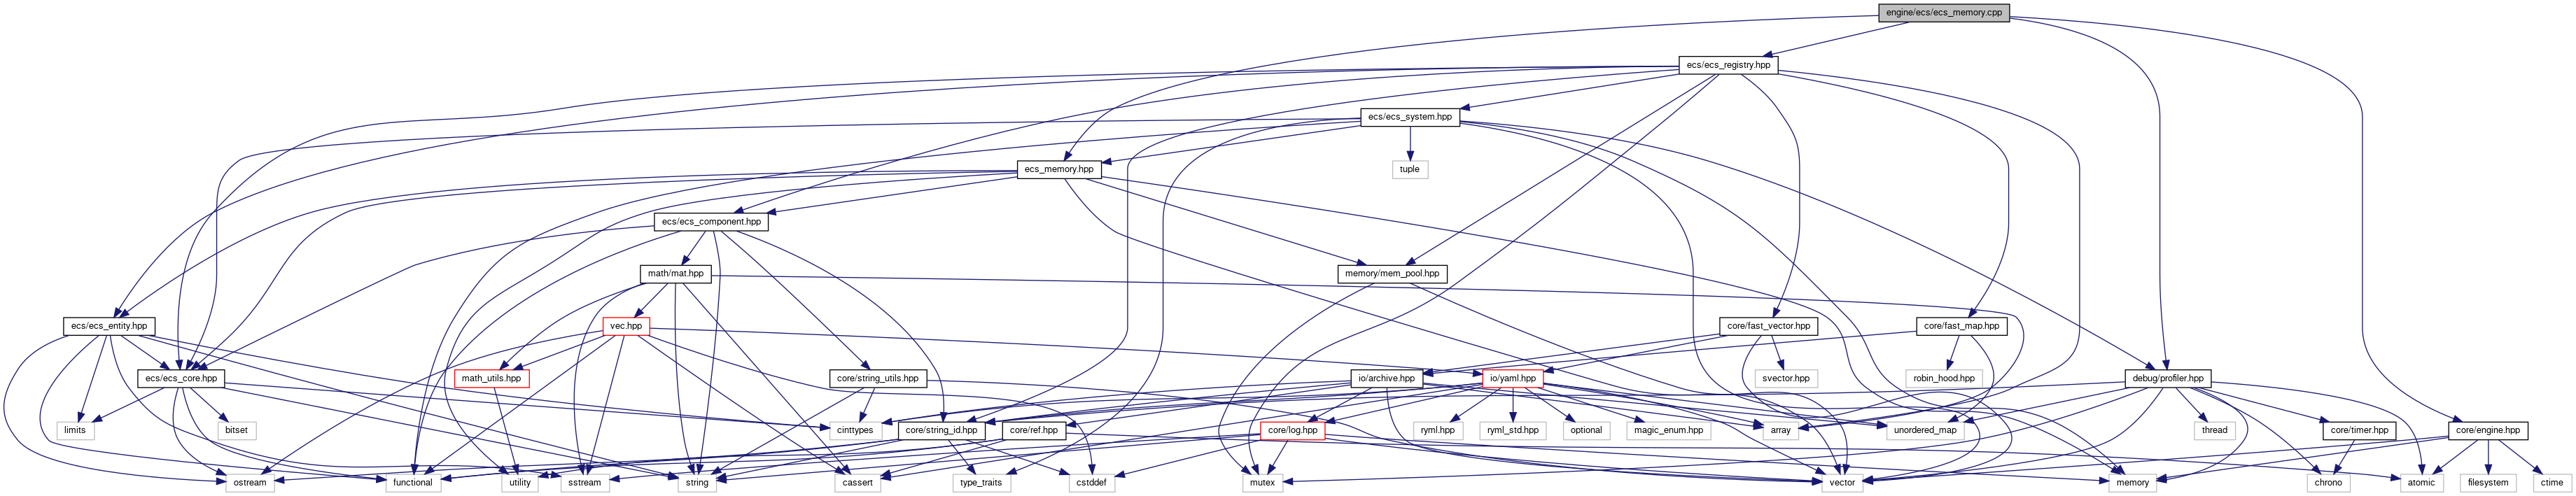 engine/ecs/ecs_memory.cpp
ecs/ecs_registry.hpp
ecs/ecs_system.hpp
ecs_memory.hpp
tuple
ecs/ecs_component.hpp
math/mat.hpp
memory/mem_pool.hpp
ecs/ecs_entity.hpp
vec.hpp
core/fast_vector.hpp
core/fast_map.hpp
ecs/ecs_core.hpp
math_utils.hpp
core/string_utils.hpp
io/archive.hpp
io/yaml.hpp
svector.hpp
robin_hood.hpp
debug/profiler.hpp
limits
bitset
cinttypes
core/string_id.hpp
core/ref.hpp
core/log.hpp
ryml.hpp
ryml_std.hpp
optional
magic_enum.hpp
array
unordered_map
thread
core/timer.hpp
core/engine.hpp
ostream
functional
utility
sstream
string
cassert
type_traits
cstddef
mutex
vector
memory
chrono
atomic
filesystem
ctime